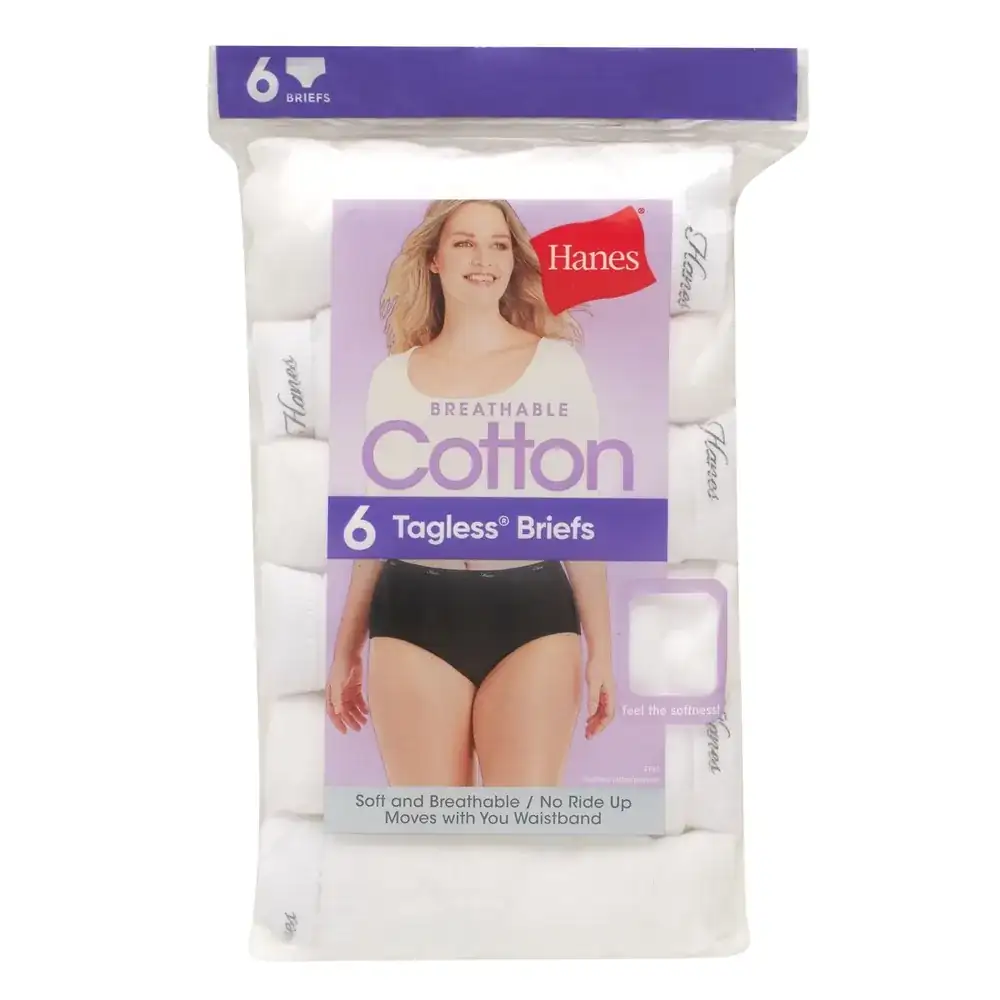 6
BRIEFS
Hanes®
Hanes
Hanes
BREATHABLE
Cotton
Hanes
6 Tagless® Briefs
feel the softness!
Hanes
Soft and Breathable / No Ride Up
Moves with You Waistband